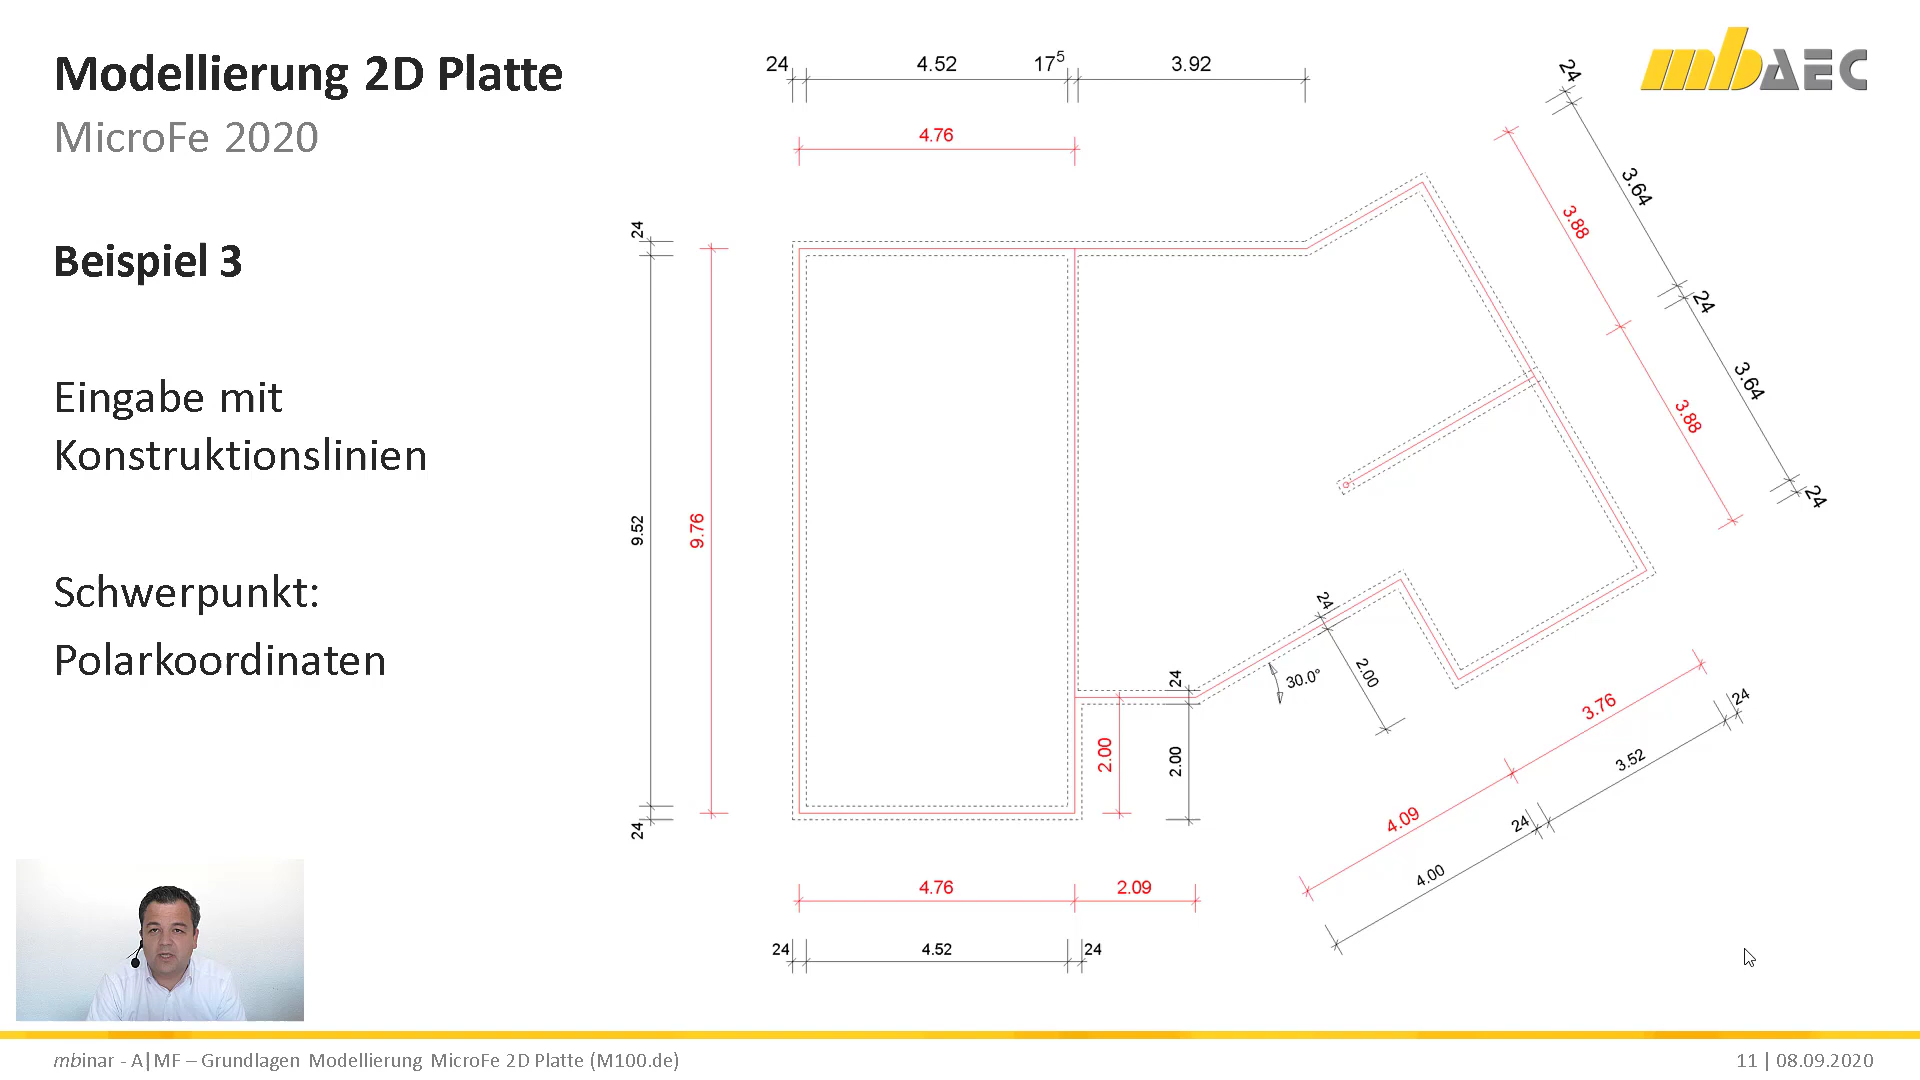 Modellierung 2D Platte
MicroFe 2020
Beispiel 3
Eingabe mit
Konstruktionslinien
Schwerpunkt:
Polarkoordinaten
mbAEC
24 4.52 17⁵ 3.92
4.76
24
9.52
24
9.76
24
3.64
24
3.64
24
3.88
3.88
24
2.00
30.0°
24
2.00
2.00
4.09
3.76
4.00
24
3.52
24
4.76 2.09
24 4.52 24
mbinar - A|MF – Grundlagen Modellierung MicroFe 2D Platte (M100.de)
11 | 08.09.2020